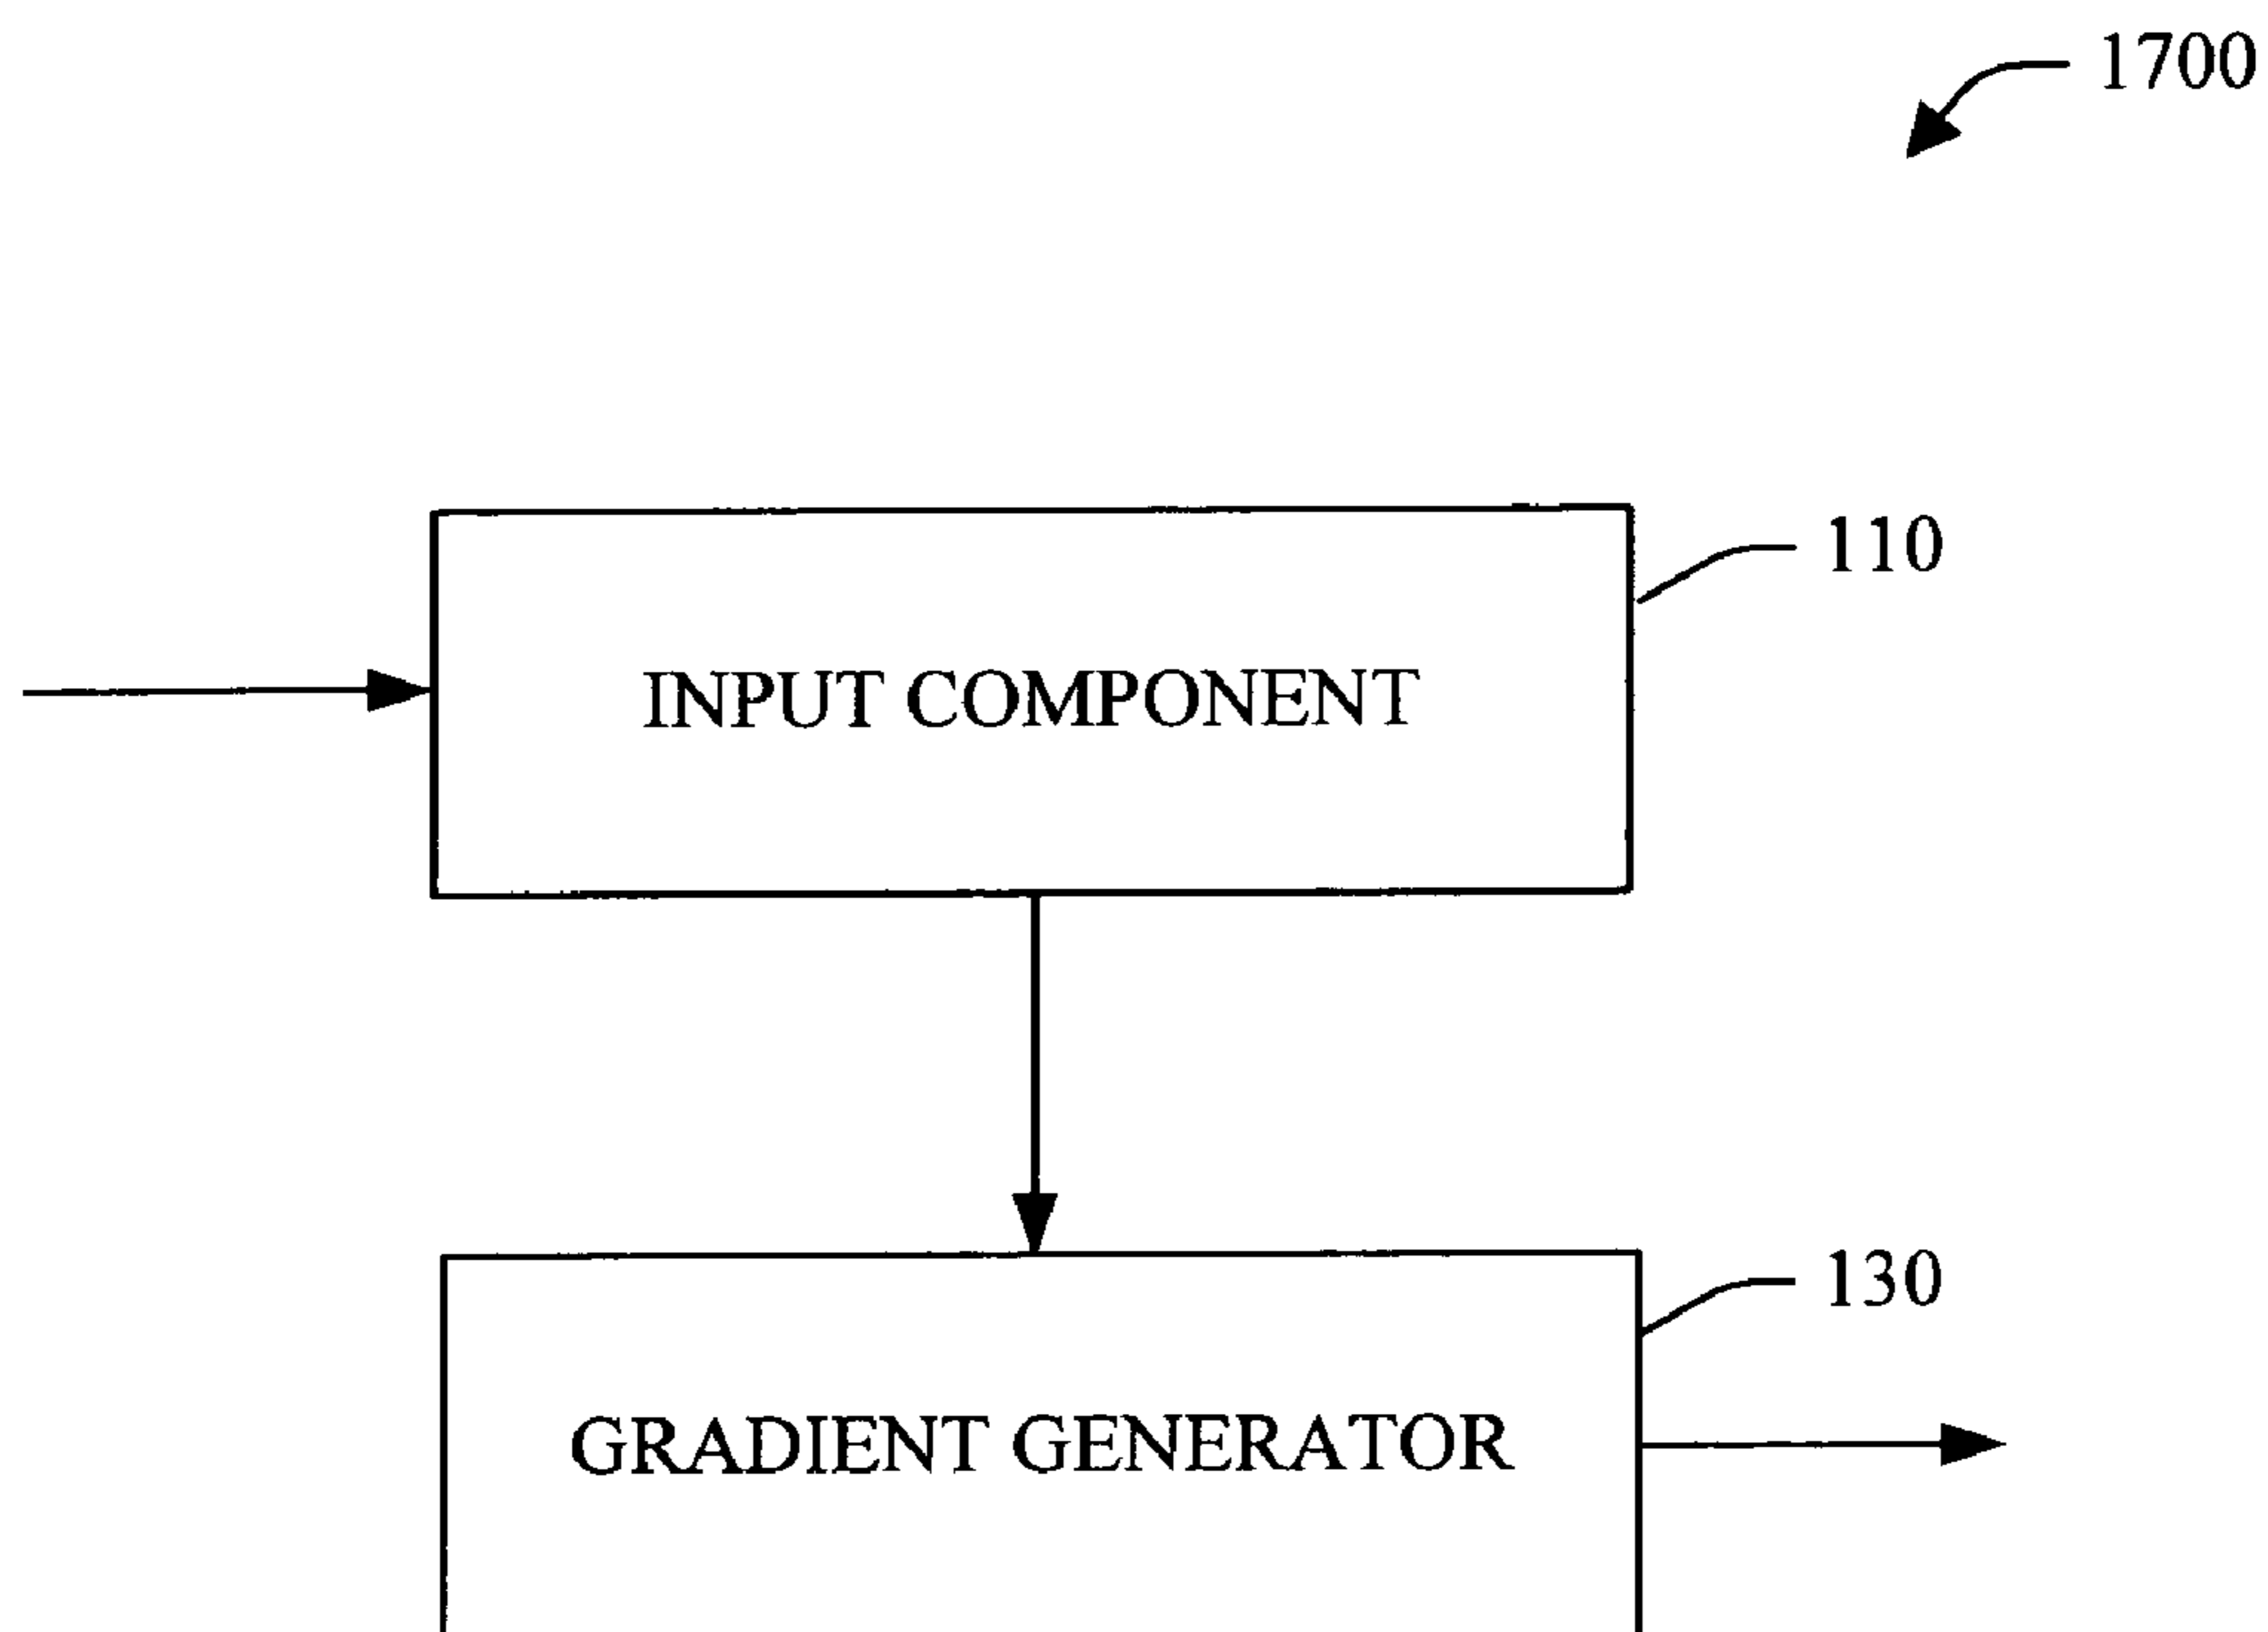 1700
110
INPUT COMPONENT
130
GRADIENT GENERATOR